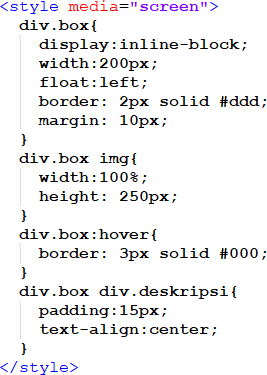 <style media="screen">
div.box{
display:inline-block;
width:200px;
float:left;
border: 2px solid #ddd;
margin: 10px;
}
div.box img{
width:100%;
height: 250px;
}
div.box:hover{
border: 3px solid #000;
}
div.box div.deskripsi{
padding:15px;
text-align:center;
}
</style>